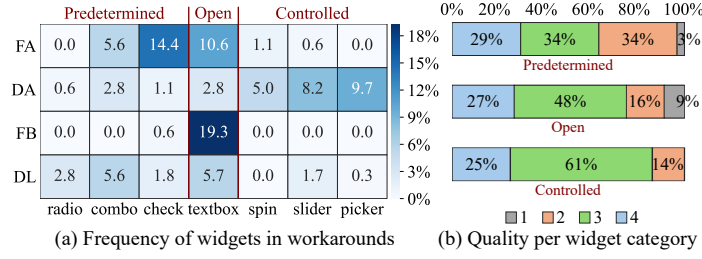 Predetermined Open Controlled
FA 0.0 5.6 14.4 10.6 1.1 0.6 0.0
DA 0.6 2.8 1.1 2.8 5.0 8.2 9.7
FB 0.0 0.0 0.6 19.3 0.0 0.0 0.0
DL 2.8 5.6 1.8 5.7 0.0 1.7 0.3
radio combo check textbox spin slider picker
18%
15%
12%
9%
6%
3%
0%
(a) Frequency of widgets in workarounds
0% 20% 40% 60% 80% 100%
29% 34% 34% 3%
Predetermined
27% 48% 16% 9%
Open
25% 61% 14%
Controlled
1 2 3 4
(b) Quality per widget category